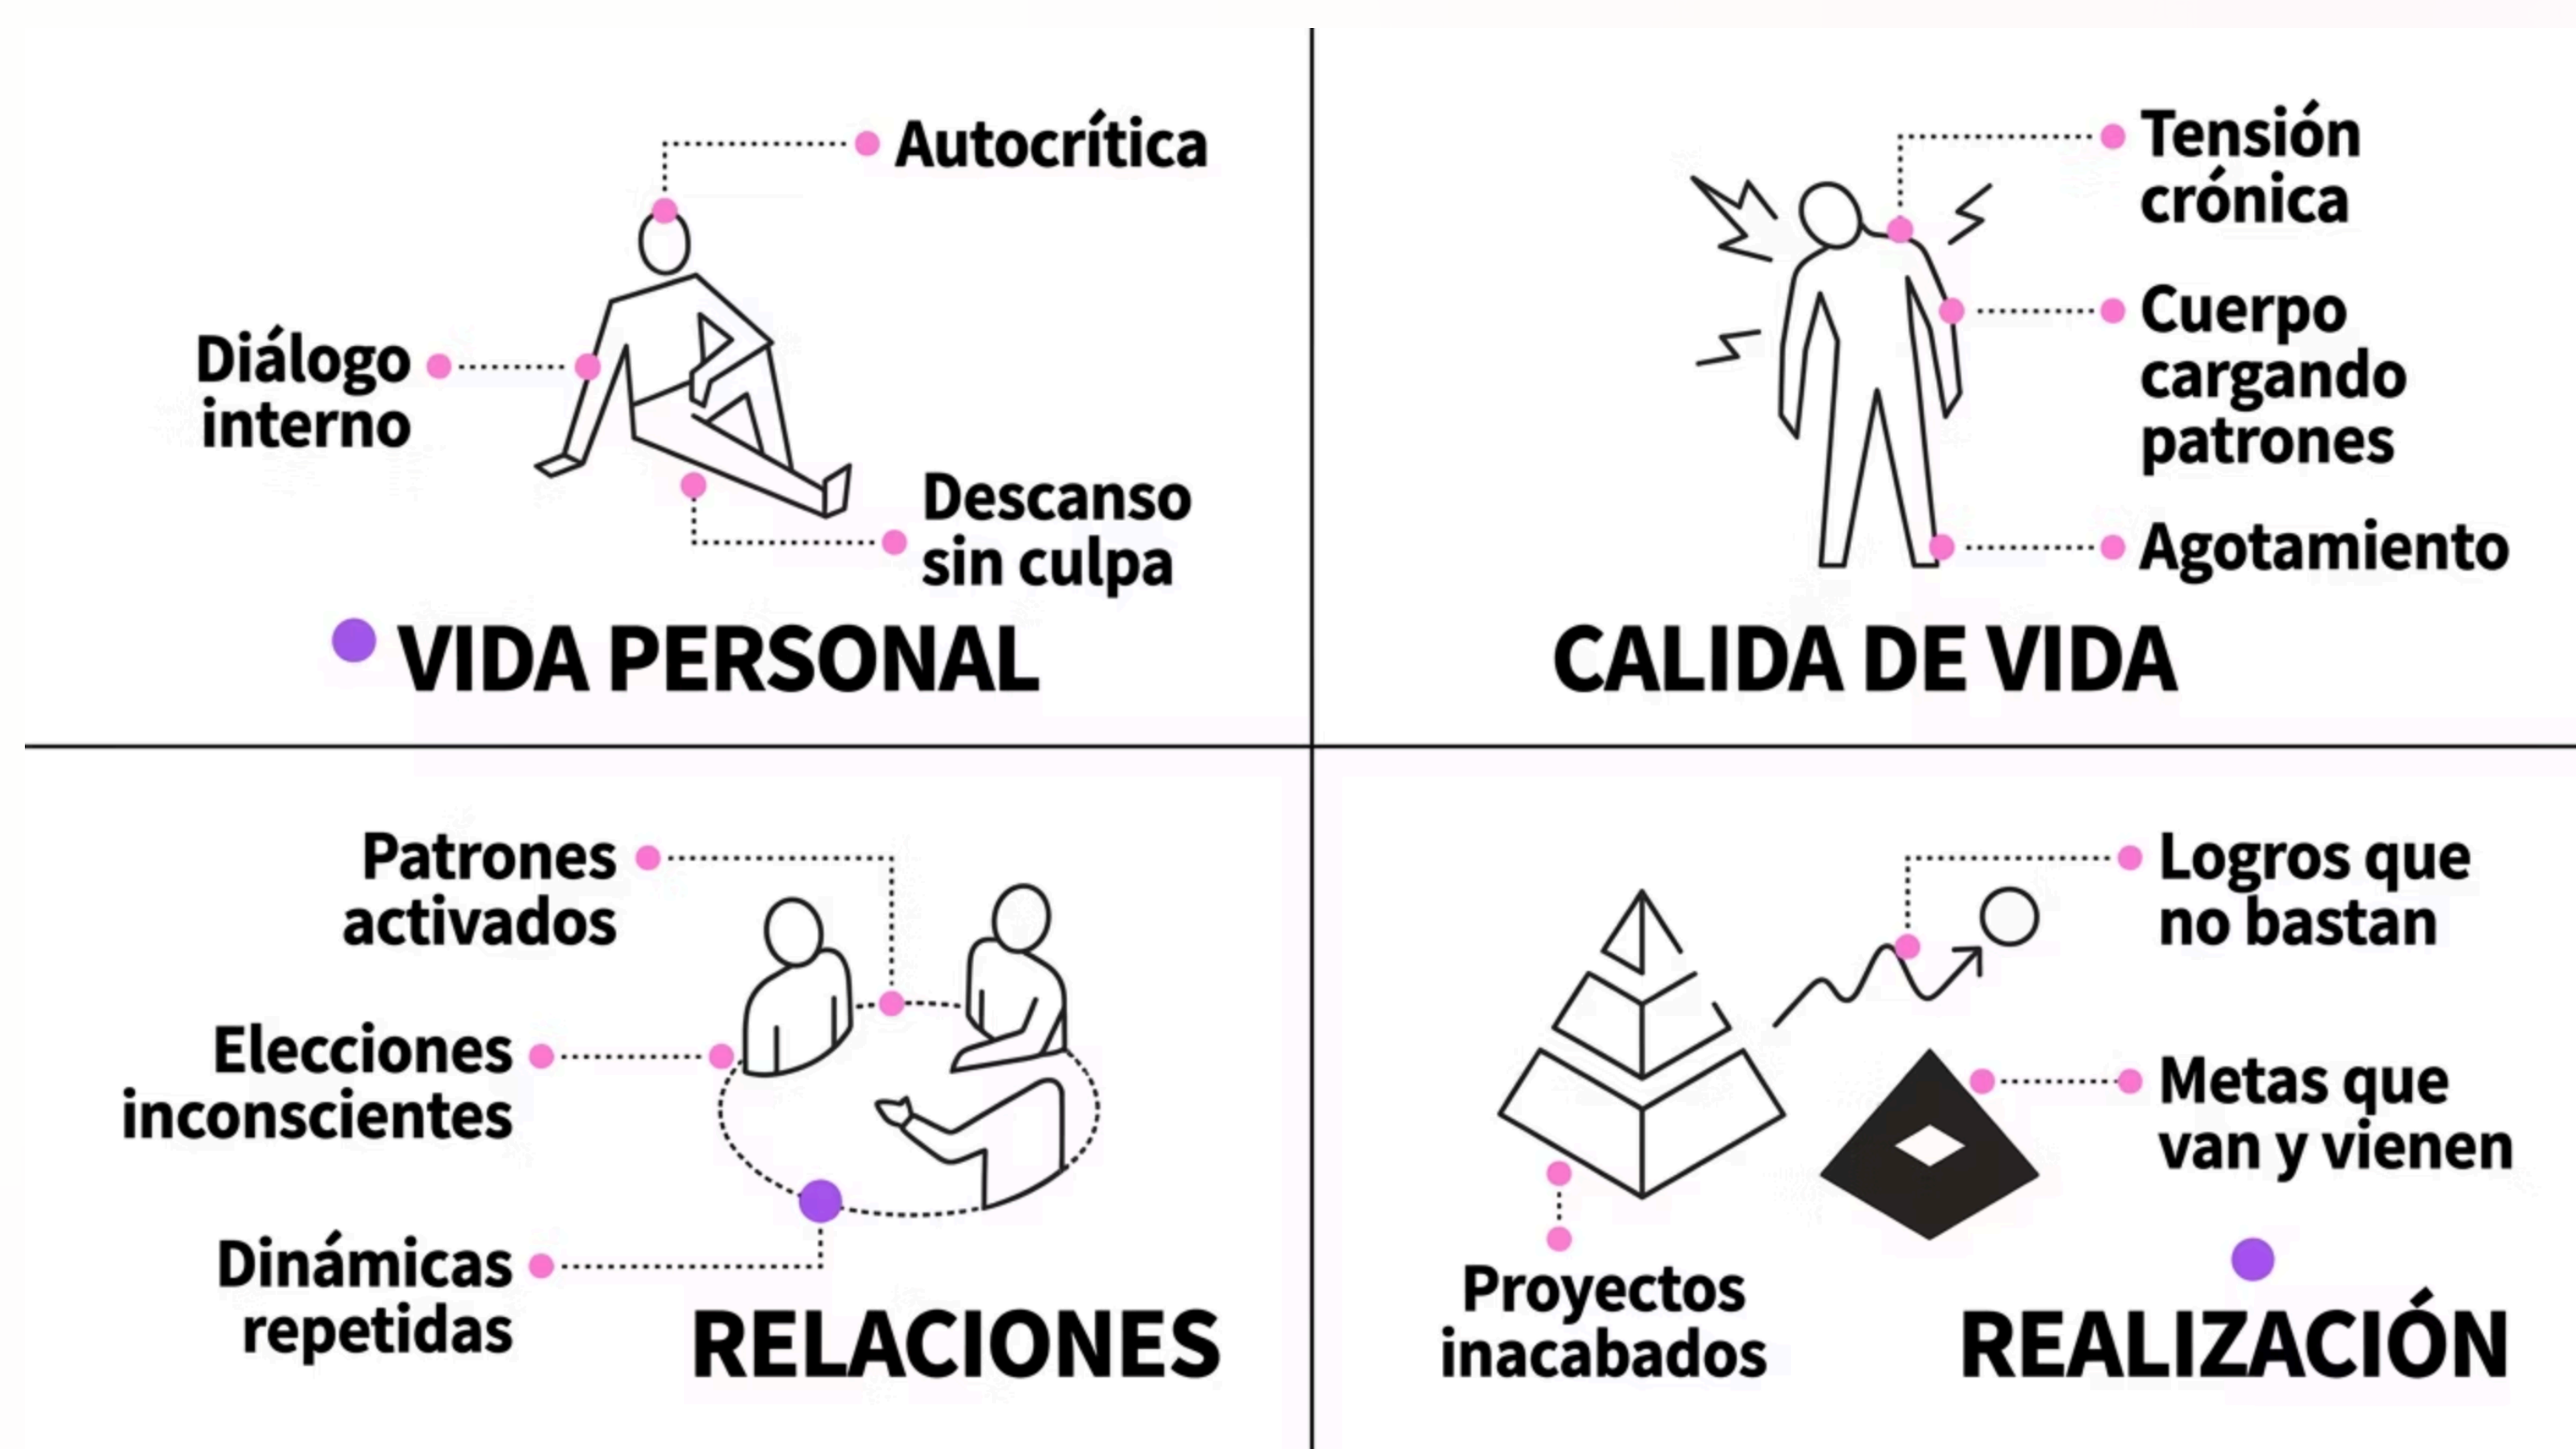 Autocrítica
Diálogo
interno
Descanso
sin culpa
VIDA PERSONAL
Tensión
crónica
Cuerpo
cargando
patrones
Agotamiento
CALIDA DE VIDA
Patrones
activados
Elecciones
inconscientes
Dinámicas
repetidas
RELACIONES
Logros que
no bastan
Metas que
van y vienen
Proyectos
inacabados
REALIZACIÓN